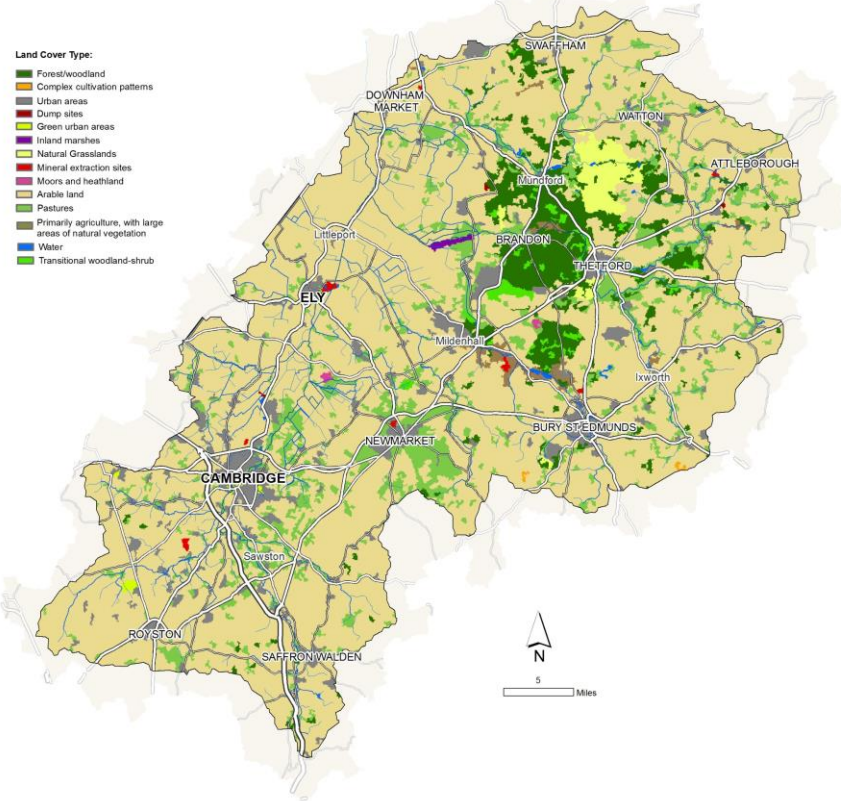 Land Cover Type:
Forest/woodland
Complex cultivation patterns
Urban areas
Dump sites
Green urban areas
Inland marshes
Natural Grasslands
Mineral extraction sites
Moors and heathland
Arable land
Pastures
Primarily agriculture, with large
areas of natural vegetation
Water
Transitional woodland-shrub
SWAFFHAM
DOWNHAM
MARKET
WATTON
ATTLEBOROUGH
Mundford
Littleport
BRANDON
THETFORD
ELY
Mildenhall
Ixworth
BURY ST EDMUNDS
NEWMARKET
CAMBRIDGE
Sawston
ROYSTON
SAFFRON WALDEN
N
5
Miles